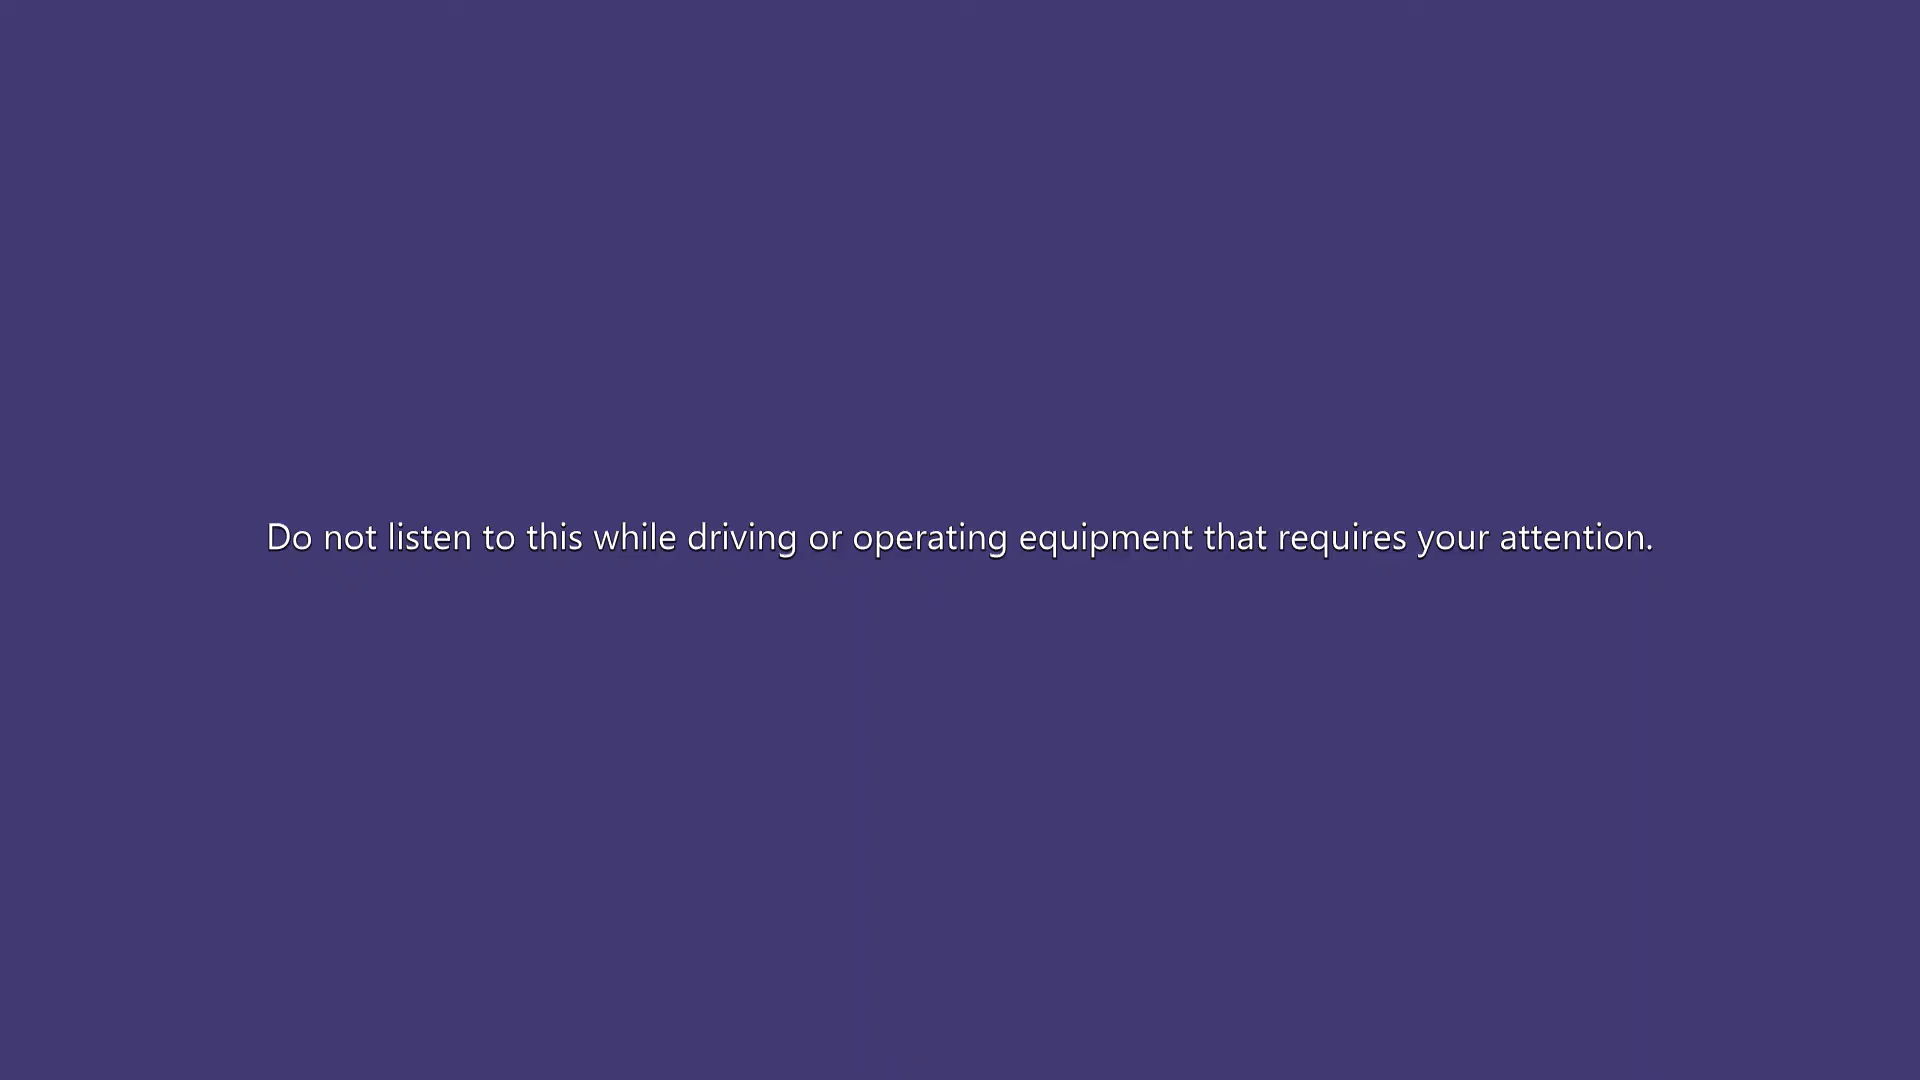 Do not listen to this while driving or operating equipment that requires your attention.